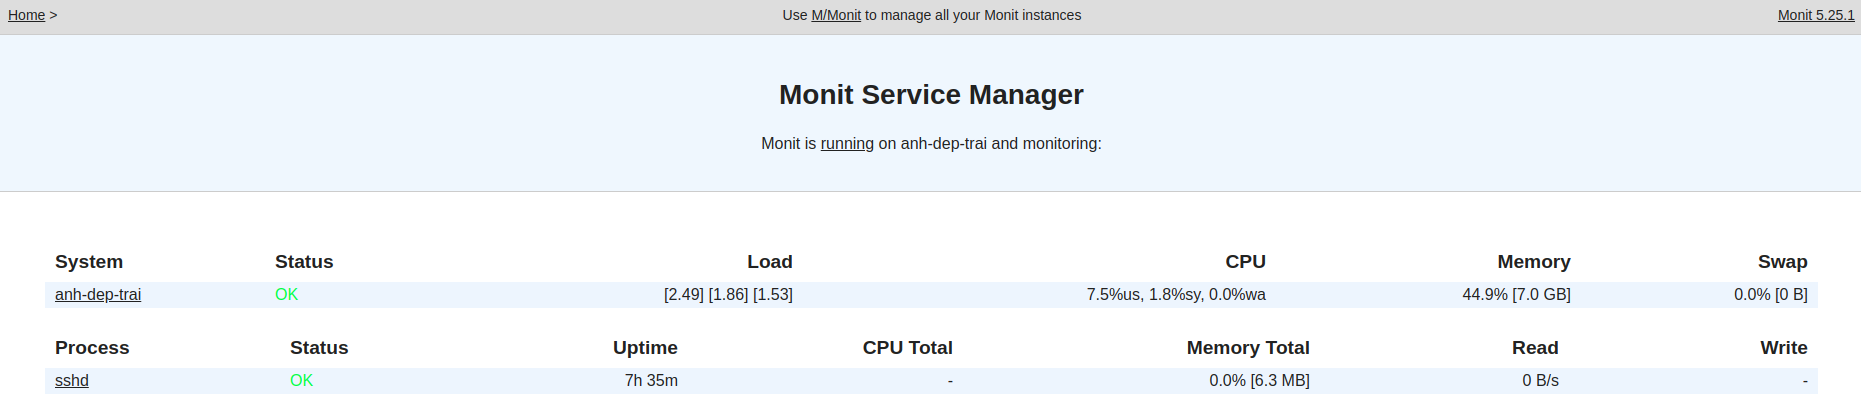 Home > Use M/Monit to manage all your Monit instances Monit 5.25.1
Monit Service Manager
Monit is running on anh-dep-trai and monitoring:
System Status Load CPU Memory Swap
anh-dep-trai OK [2.49] [1.86] [1.53] 7.5%us, 1.8%sy, 0.0%wa 44.9% [7.0 GB] 0.0% [0 B]
Process Status Uptime CPU Total Memory Total Read Write
sshd OK 7h 35m - 0.0% [6.3 MB] 0 B/s -